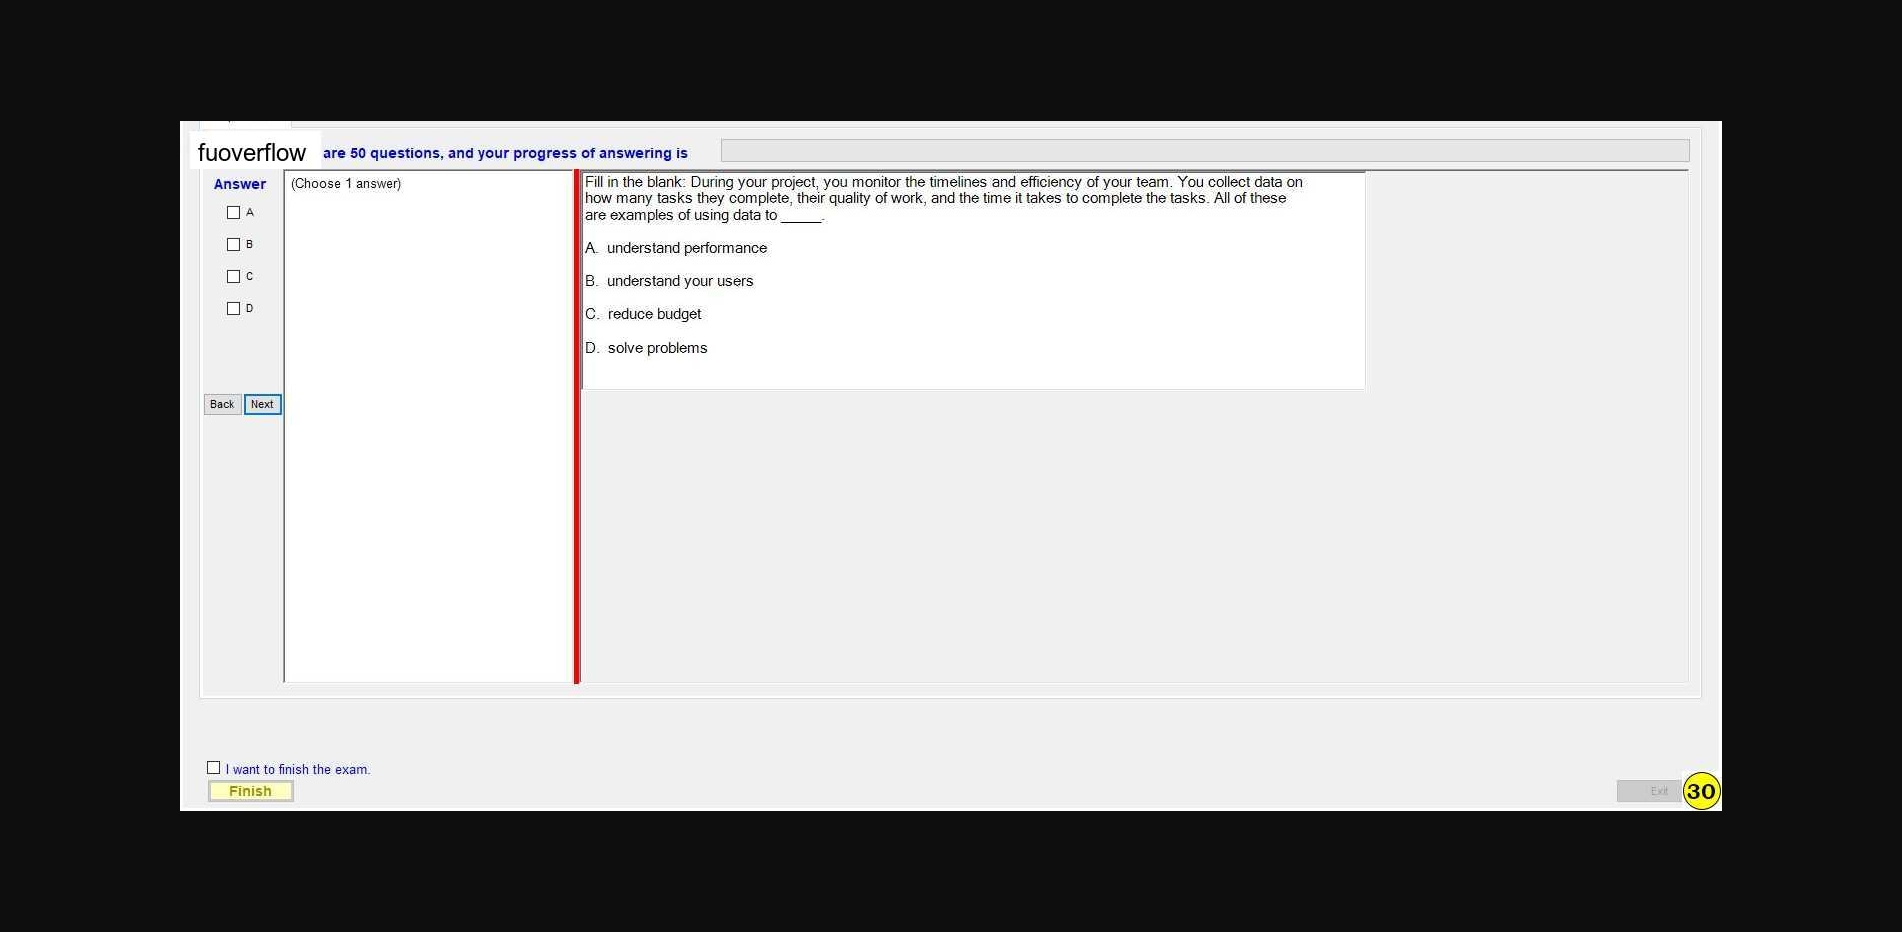 fuoverflow are 50 questions, and your progress of answering is
Answer
(Choose 1 answer)
A
B
C
D
Back Next
Fill in the blank: During your project, you monitor the timelines and efficiency of your team. You collect data on
how many tasks they complete, their quality of work, and the time it takes to complete the tasks. All of these
are examples of using data to _____.
A. understand performance
B. understand your users
C. reduce budget
D. solve problems
I want to finish the exam.
Finish
Exit
30